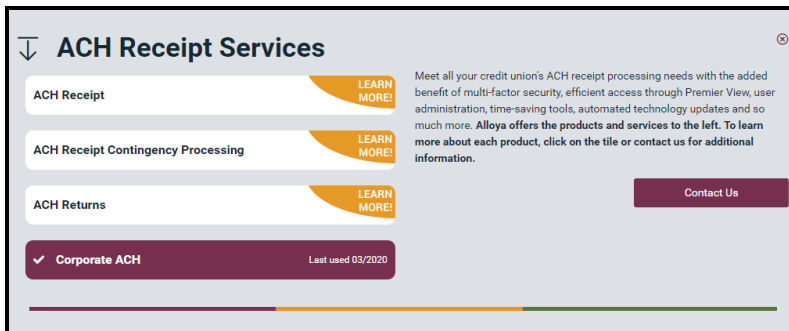 ACH Receipt Services
ACH Receipt
LEARN
MORE!
ACH Receipt Contingency Processing
LEARN
MORE!
ACH Returns
LEARN
MORE!
Corporate ACH
Last used 03/2020
Meet all your credit union's ACH receipt processing needs with the added
benefit of multi-factor security, efficient access through Premier View, user
administration, time-saving tools, automated technology updates and so
much more. Alloya offers the products and services to the left. To learn
more about each product, click on the tile or contact us for additional
information.
Contact Us